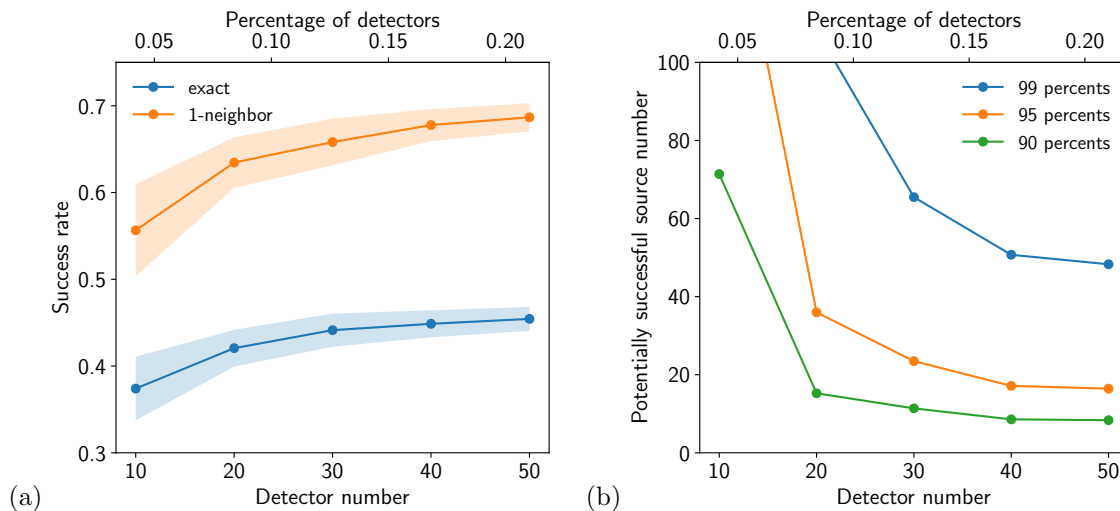 Percentage of detectors
0.05 0.10 0.15 0.20
0.7
0.6
0.5
0.4
0.3
Success rate
exact
1-neighbor
10 20 30 40 50
Detector number
(a)
Percentage of detectors
0.05 0.10 0.15 0.20
100
80
60
40
20
0
Potentially successful source number
99 percents
95 percents
90 percents
10 20 30 40 50
Detector number
(b)